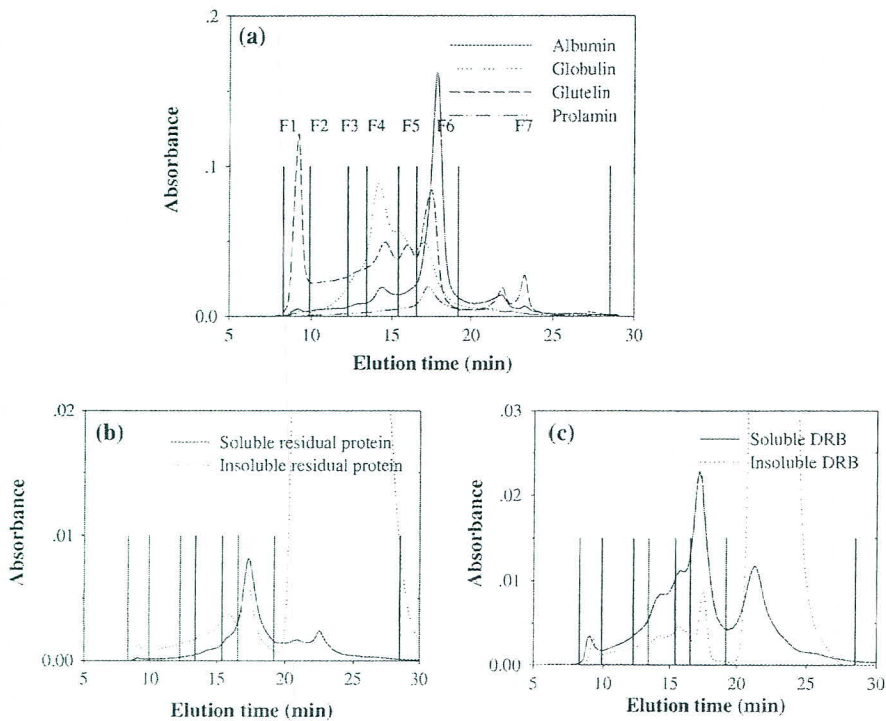 .2
(a)
Albumin
Globulin
Glutelin
Prolamin
F1 F2 F3 F4 F5 F6 F7
.1
0.0
Absorbance
5 10 15 20 25 30
Elution time (min)
.02
(b)
Soluble residual protein
Insoluble residual protein
.01
0.00
Absorbance
5 10 15 20 25 30
Elution time (min)
.03
(c)
Soluble DRB
Insoluble DRB
.02
.01
0.00
Absorbance
5 10 15 20 25 30
Elution time (min)